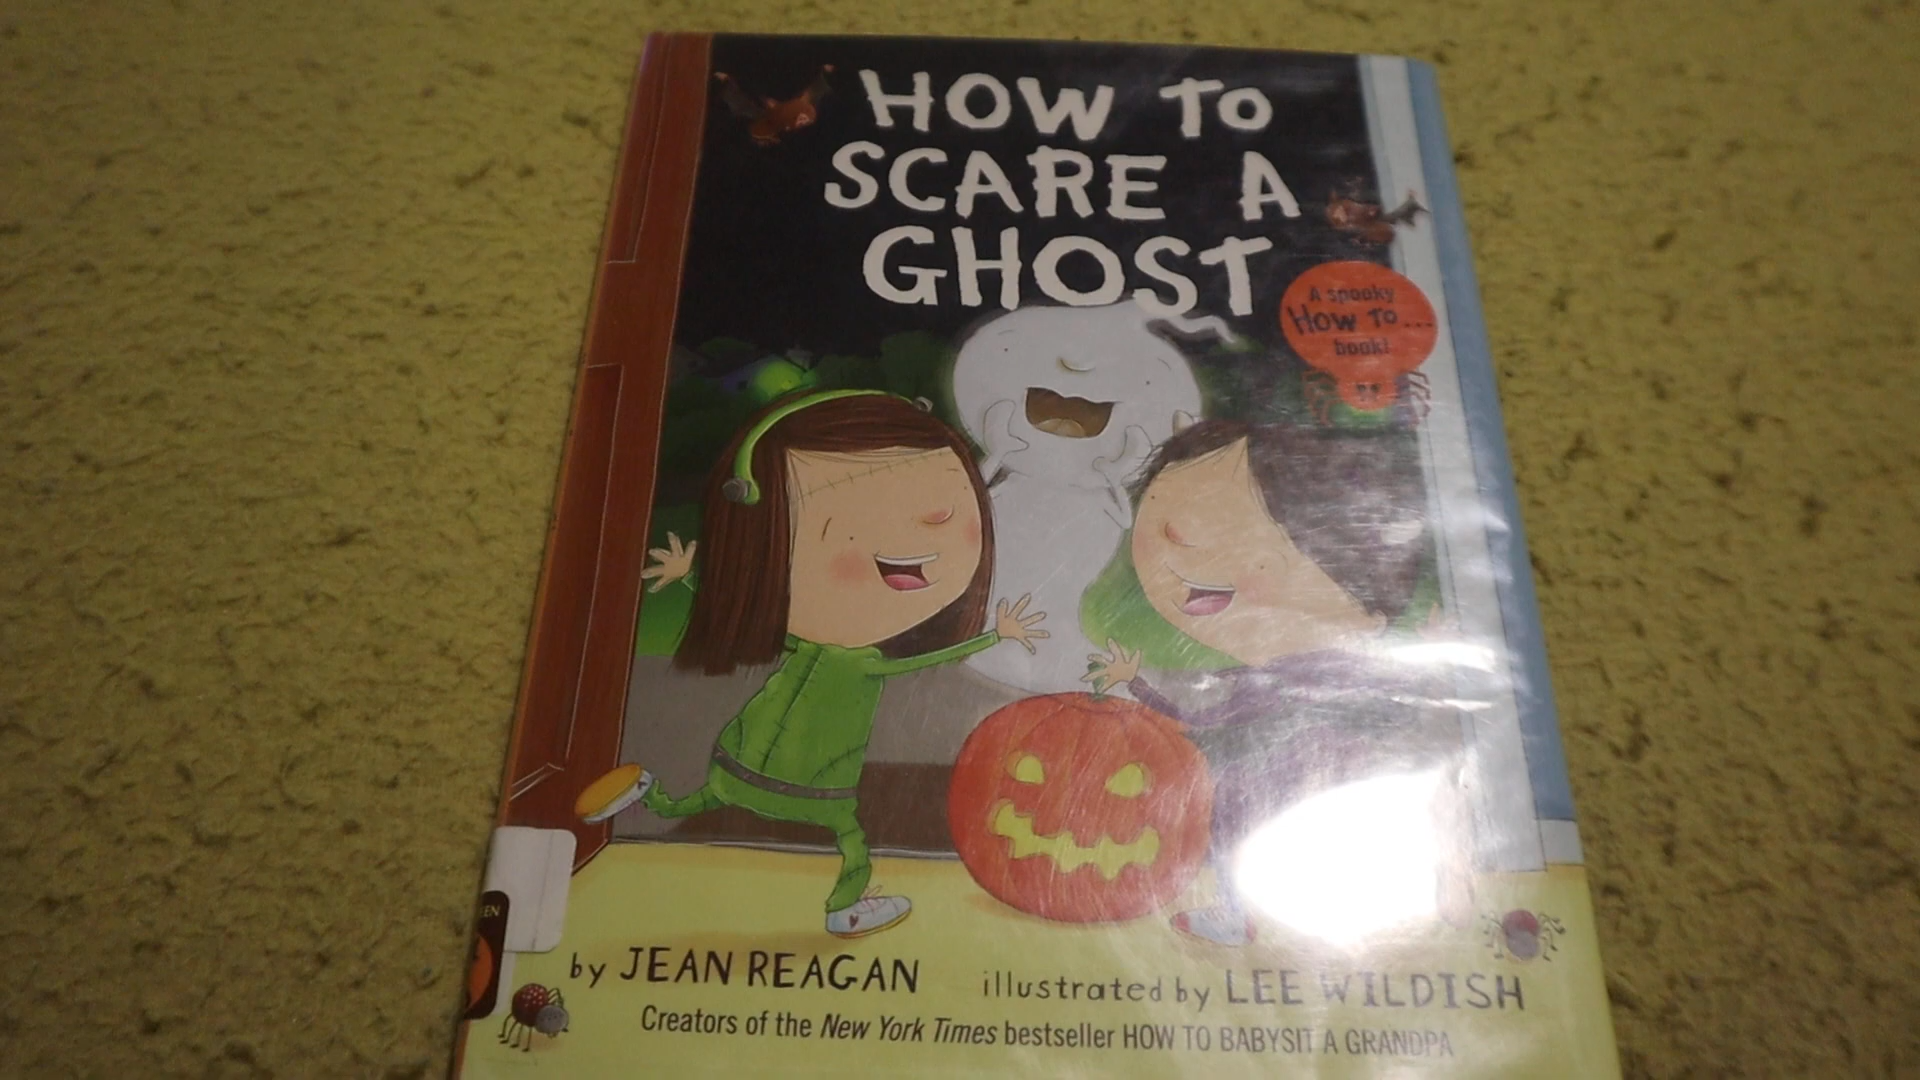 HOW TO
SCARE A
GHOST
A spooky
HOW TO...
book!
EEN
by JEAN REAGAN illustrated by LEE WILDISH
Creators of the New York Times bestseller HOW TO BABYSIT A GRANDPA